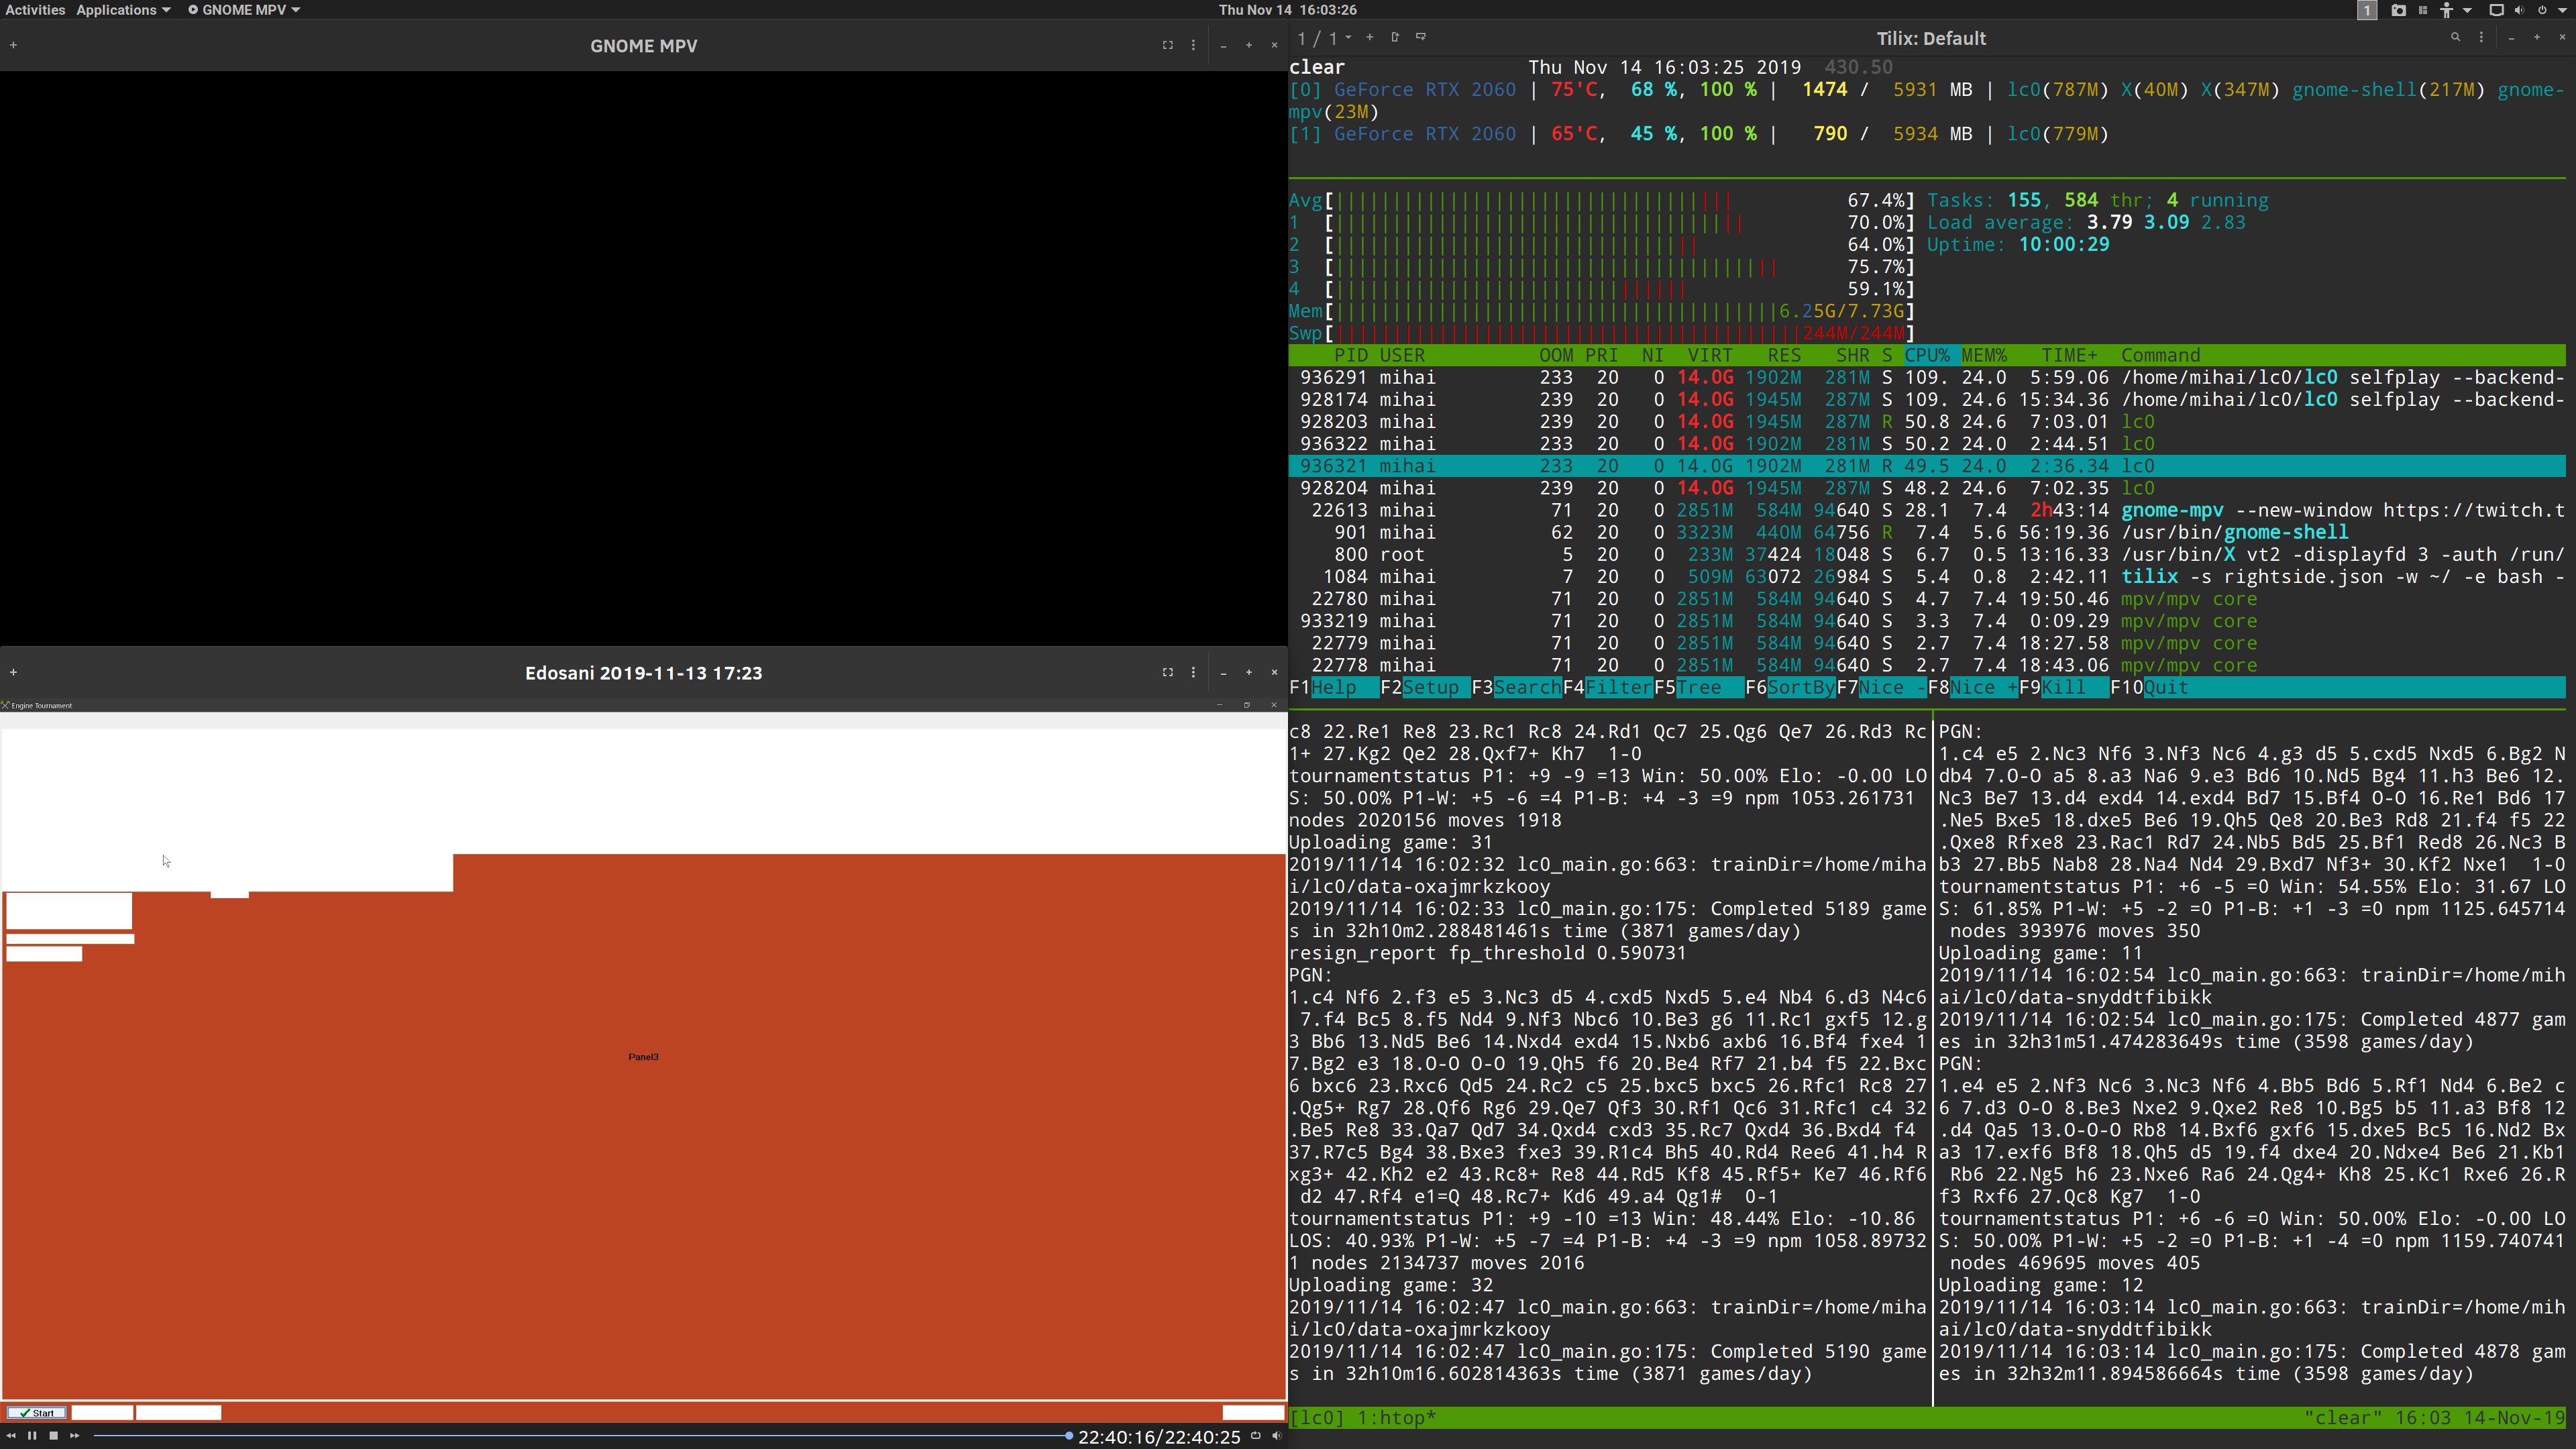 Activities Applications GNOME MPV Thu Nov 14 16:03:26 1
GNOME MPV
Edosani 2019-11-13 17:23
Engine Tournament
Panel3
Start
22:40:16/22:40:25
1 / 1 Tilix: Default
clear Thu Nov 14 16:03:25 2019 430.50
[0] GeForce RTX 2060 | 75'C, 68 %, 100 % | 1474 / 5931 MB | lc0(787M) X(40M) X(347M) gnome-shell(217M) gnome-
mpv(23M)
[1] GeForce RTX 2060 | 65'C, 45 %, 100 % | 790 / 5934 MB | lc0(779M)
Avg[ 67.4%] Tasks: 155, 584 thr; 4 running
1 [ 70.0%] Load average: 3.79 3.09 2.83
2 [ 64.0%] Uptime: 10:00:29
3 [ 75.7%]
4 [ 59.1%]
Mem[ 6.25G/7.73G]
Swp[ 244M/244M]
PID USER OOM PRI NI VIRT RES SHR S CPU% MEM% TIME+ Command
936291 mihai 233 20 0 14.0G 1902M 281M S 109. 24.0 5:59.06 /home/mihai/lc0/lc0 selfplay --backend-
928174 mihai 239 20 0 14.0G 1945M 287M S 109. 24.6 15:34.36 /home/mihai/lc0/lc0 selfplay --backend-
928203 mihai 239 20 0 14.0G 1945M 287M R 50.8 24.6 7:03.01 lc0
936322 mihai 233 20 0 14.0G 1902M 281M S 50.2 24.0 2:44.51 lc0
936321 mihai 233 20 0 14.0G 1902M 281M R 49.5 24.0 2:36.34 lc0
928204 mihai 239 20 0 14.0G 1945M 287M S 48.2 24.6 7:02.35 lc0
22613 mihai 71 20 0 2851M 584M 94640 S 28.1 7.4 2h43:14 gnome-mpv --new-window https://twitch.t
901 mihai 62 20 0 3323M 440M 64756 R 7.4 5.6 56:19.36 /usr/bin/gnome-shell
800 root 5 20 0 233M 37424 18048 S 6.7 0.5 13:16.33 /usr/bin/X vt2 -displayfd 3 -auth /run/
1084 mihai 7 20 0 509M 63072 26984 S 5.4 0.8 2:42.11 tilix -s rightside.json -w ~/ -e bash -
22780 mihai 71 20 0 2851M 584M 94640 S 4.7 7.4 19:50.46 mpv/mpv core
933219 mihai 71 20 0 2851M 584M 94640 S 3.3 7.4 0:09.29 mpv/mpv core
22779 mihai 71 20 0 2851M 584M 94640 S 2.7 7.4 18:27.58 mpv/mpv core
22778 mihai 71 20 0 2851M 584M 94640 S 2.7 7.4 18:43.06 mpv/mpv core
F1Help F2Setup F3SearchF4FilterF5Tree F6SortByF7Nice -F8Nice +F9Kill F10Quit
c8 22.Re1 Re8 23.Rc1 Rc8 24.Rd1 Qc7 25.Qg6 Qe7 26.Rd3 Rc
1+ 27.Kg2 Qe2 28.Qxf7+ Kh7 1-0
tournamentstatus P1: +9 -9 =13 Win: 50.00% Elo: -0.00 LO
S: 50.00% P1-W: +5 -6 =4 P1-B: +4 -3 =9 npm 1053.261731
nodes 2020156 moves 1918
Uploading game: 31
2019/11/14 16:02:32 lc0_main.go:663: trainDir=/home/miha
i/lc0/data-oxajmrkzkooy
2019/11/14 16:02:33 lc0_main.go:175: Completed 5189 game
s in 32h10m2.288481461s time (3871 games/day)
resign_report fp_threshold 0.590731
PGN:
1.c4 Nf6 2.f3 e5 3.Nc3 d5 4.cxd5 Nxd5 5.e4 Nb4 6.d3 N4c6
7.f4 Bc5 8.f5 Nd4 9.Nf3 Nbc6 10.Be3 g6 11.Rc1 gxf5 12.g
3 Bb6 13.Nd5 Be6 14.Nxd4 exd4 15.Nxb6 axb6 16.Bf4 fxe4 1
7.Bg2 e3 18.O-O O-O 19.Qh5 f6 20.Be4 Rf7 21.b4 f5 22.Bxc
6 bxc6 23.Rxc6 Qd5 24.Rc2 c5 25.bxc5 bxc5 26.Rfc1 Rc8 27
.Qg5+ Rg7 28.Qf6 Rg6 29.Qe7 Qf3 30.Rf1 Qc6 31.Rfc1 c4 32
.Be5 Re8 33.Qa7 Qd7 34.Qxd4 cxd3 35.Rc7 Qxd4 36.Bxd4 f4
37.R7c5 Bg4 38.Bxe3 fxe3 39.R1c4 Bh5 40.Rd4 Ree6 41.h4 R
xg3+ 42.Kh2 e2 43.Rc8+ Re8 44.Rd5 Kf8 45.Rf5+ Ke7 46.Rf6
d2 47.Rf4 e1=Q 48.Rc7+ Kd6 49.a4 Qg1# 0-1
tournamentstatus P1: +9 -10 =13 Win: 48.44% Elo: -10.86
LOS: 40.93% P1-W: +5 -7 =4 P1-B: +4 -3 =9 npm 1058.89732
1 nodes 2134737 moves 2016
Uploading game: 32
2019/11/14 16:02:47 lc0_main.go:663: trainDir=/home/miha
i/lc0/data-oxajmrkzkooy
2019/11/14 16:02:47 lc0_main.go:175: Completed 5190 game
s in 32h10m16.602814363s time (3871 games/day)
PGN:
1.c4 e5 2.Nc3 Nf6 3.Nf3 Nc6 4.g3 d5 5.cxd5 Nxd5 6.Bg2 N
db4 7.O-O a5 8.a3 Na6 9.e3 Bd6 10.Nd5 Bg4 11.h3 Be6 12.
Nc3 Be7 13.d4 exd4 14.exd4 Bd7 15.Bf4 O-O 16.Re1 Bd6 17
.Ne5 Bxe5 18.dxe5 Be6 19.Qh5 Qe8 20.Be3 Rd8 21.f4 f5 22
.Qxe8 Rfxe8 23.Rac1 Rd7 24.Nb5 Bd5 25.Bf1 Red8 26.Nc3 B
b3 27.Bb5 Nab8 28.Na4 Nd4 29.Bxd7 Nf3+ 30.Kf2 Nxe1 1-0
tournamentstatus P1: +6 -5 =0 Win: 54.55% Elo: 31.67 LO
S: 61.85% P1-W: +5 -2 =0 P1-B: +1 -3 =0 npm 1125.645714
nodes 393976 moves 350
Uploading game: 11
2019/11/14 16:02:54 lc0_main.go:663: trainDir=/home/mih
ai/lc0/data-snyddtfibikk
2019/11/14 16:02:54 lc0_main.go:175: Completed 4877 gam
es in 32h31m51.474283649s time (3598 games/day)
PGN:
1.e4 e5 2.Nf3 Nc6 3.Nc3 Nf6 4.Bb5 Bd6 5.Rf1 Nd4 6.Be2 c
6 7.d3 O-O 8.Be3 Nxe2 9.Qxe2 Re8 10.Bg5 b5 11.a3 Bf8 12
.d4 Qa5 13.O-O-O Rb8 14.Bxf6 gxf6 15.dxe5 Bc5 16.Nd2 Bx
a3 17.exf6 Bf8 18.Qh5 d5 19.f4 dxe4 20.Ndxe4 Be6 21.Kb1
Rb6 22.Ng5 h6 23.Nxe6 Ra6 24.Qg4+ Kh8 25.Kc1 Rxe6 26.R
f3 Rxf6 27.Qc8 Kg7 1-0
tournamentstatus P1: +6 -6 =0 Win: 50.00% Elo: -0.00 LO
S: 50.00% P1-W: +5 -2 =0 P1-B: +1 -4 =0 npm 1159.740741
nodes 469695 moves 405
Uploading game: 12
2019/11/14 16:03:14 lc0_main.go:663: trainDir=/home/mih
ai/lc0/data-snyddtfibikk
2019/11/14 16:03:14 lc0_main.go:175: Completed 4878 gam
es in 32h32m11.894586664s time (3598 games/day)
[lc0] 1:htop* "clear" 16:03 14-Nov-19